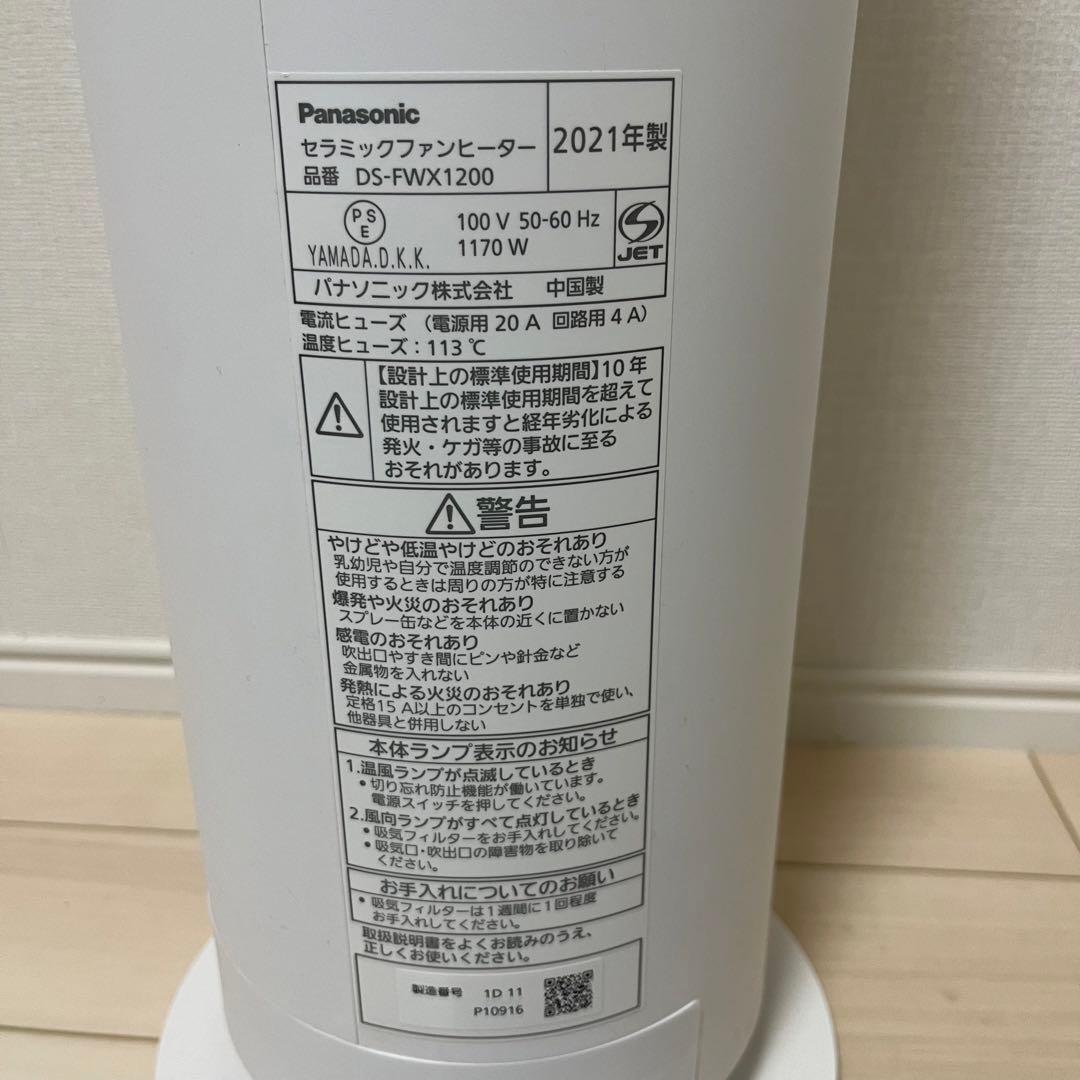 Panasonic
セラミックファンヒーター
品番 DS-FWX1200
2021年製
PSE
YAMADA.D.K.K.
100 V 50-60 Hz
1170 W
JET
パナソニック株式会社 中国製
電流ヒューズ (電源用 20 A 回路用 4 A)
温度ヒューズ:113 ℃
【設計上の標準使用期間】10 年
設計上の標準使用期間を超えて
使用されますと経年劣化による
発火・ケガ等の事故に至る
おそれがあります。
警告
やけどや低温やけどのおそれあり
乳幼児や自分で温度調節のできない方が
使用するときは周りの方が特に注意する
爆発や火災のおそれあり
スプレー缶などを本体の近くに置かない
感電のおそれあり
吹出口やすき間にピンや針金など
金属物を入れない
発熱による火災のおそれあり
定格15 A以上のコンセントを単独で使い、
他器具と併用しない
本体ランプ表示のお知らせ
1.温風ランプが点滅しているとき
•切り忘れ防止機能が働いています。
電源スイッチを押してください。
2.風向ランプがすべて点灯しているとき
•吸気フィルターをお手入れしてください。
•吸気口・吹出口の障害物を取り除いて
ください。
お手入れについてのお願い
•吸気フィルターは1週間に1回程度
お手入れしてください。
取扱説明書をよくお読みのうえ、
正しくお使いください。
製造番号 1D 11
P10916